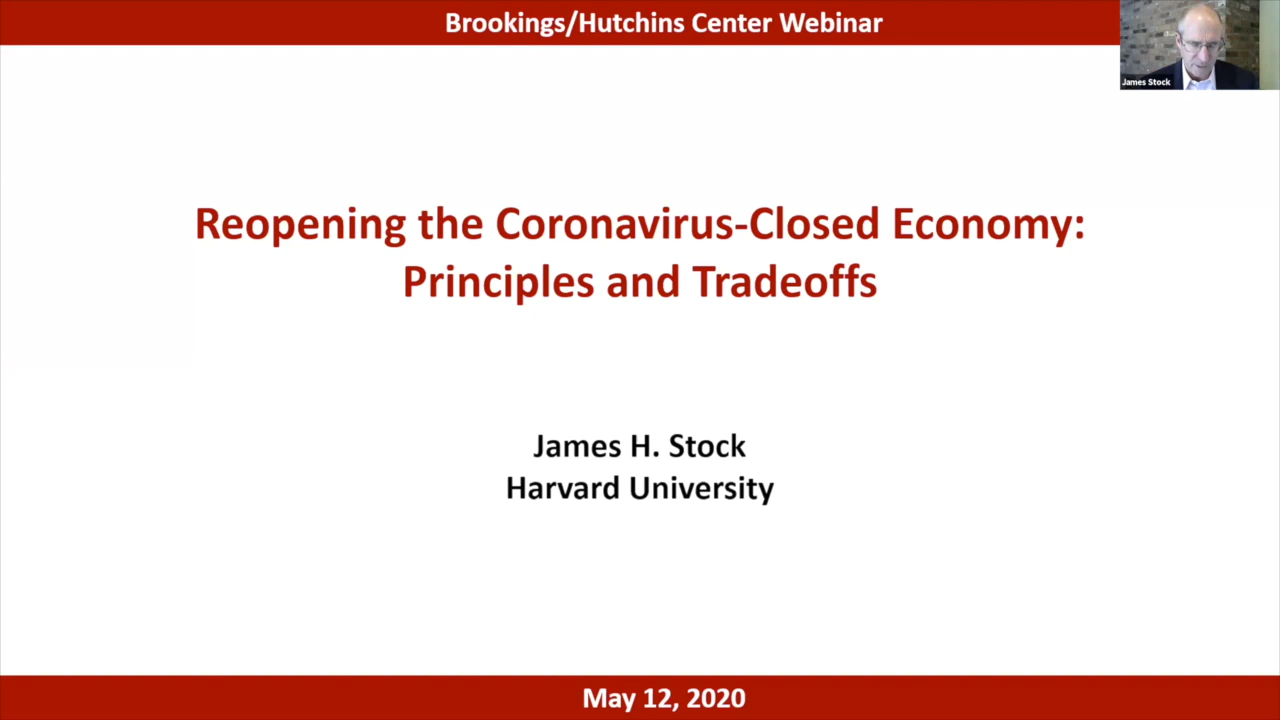 Brookings/Hutchins Center Webinar
James Stock
Reopening the Coronavirus-Closed Economy:
Principles and Tradeoffs
James H. Stock
Harvard University
May 12, 2020